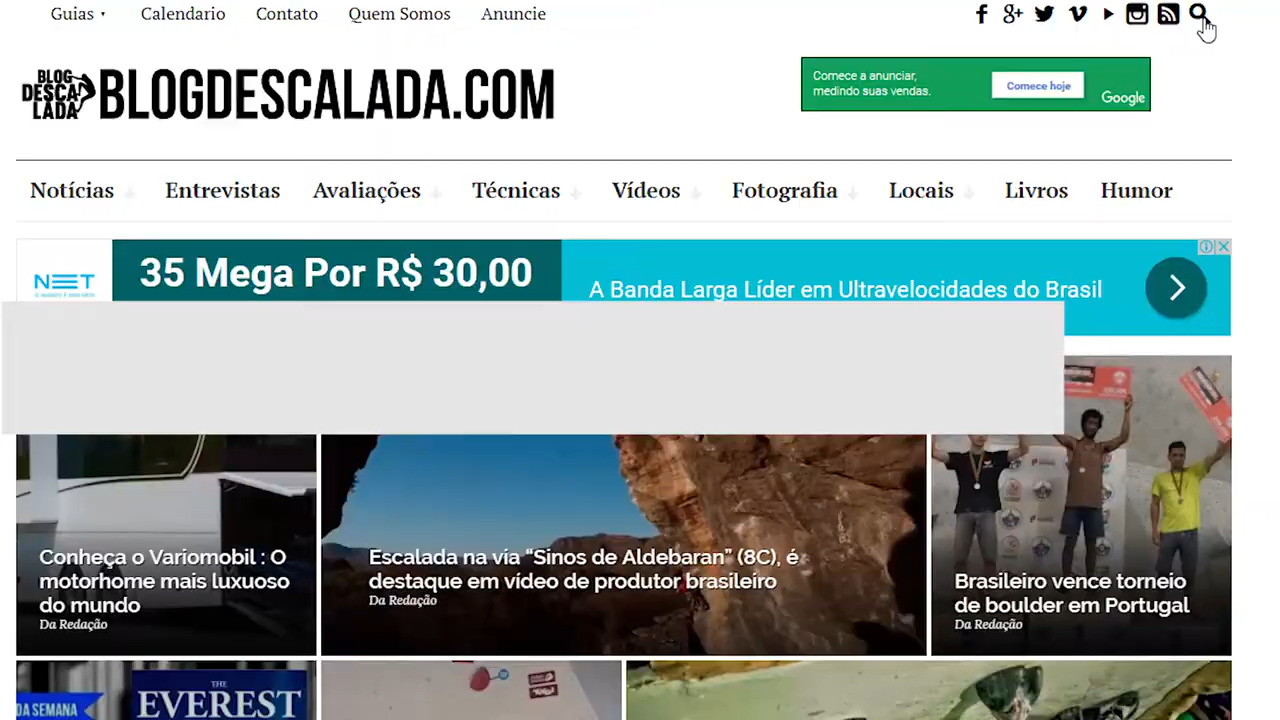 Guias
Calendario
Contato
Quem Somos
Anuncie
BLOG
DESCA
LADA
BLOGDESCALADA.COM
Comece a anunciar,
medindo suas vendas.
Comece hoje
Google
Notícias
Entrevistas
Avaliações
Técnicas
Vídeos
Fotografia
Locais
Livros
Humor
NET
35 Mega Por R$ 30,00
A Banda Larga Líder em Ultravelocidades do Brasil
Conheça o Variomobil : O
motorhome mais luxuoso
do mundo
Da Redação
Escalada na via “Sinos de Aldebaran” (8C), é
destaque em vídeo de produtor brasileiro
Da Redação
Brasileiro vence torneio
de boulder em Portugal
Da Redação
DA SEMANA
THE
EVEREST